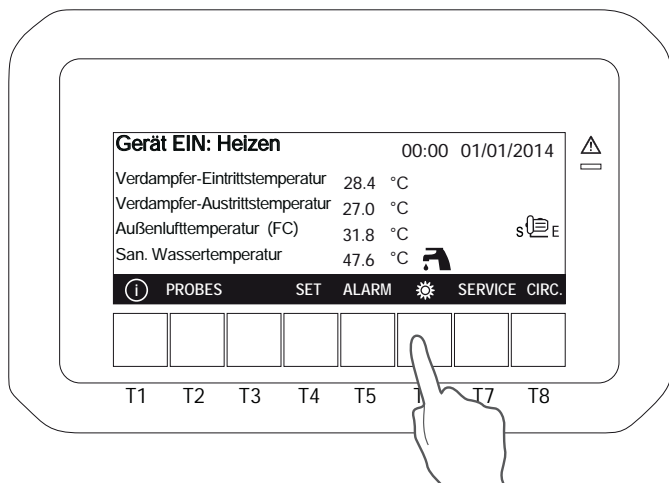 Gerät EIN: Heizen 00:00 01/01/2014
Verdampfer-Eintrittstemperatur 28.4 °C
Verdampfer-Austrittstemperatur 27.0 °C
Außenlufttemperatur (FC) 31.8 °C
S E
San. Wassertemperatur 47.6 °C
i PROBES SET ALARM SERVICE CIRC.
T1 T2 T3 T4 T5 T7 T8